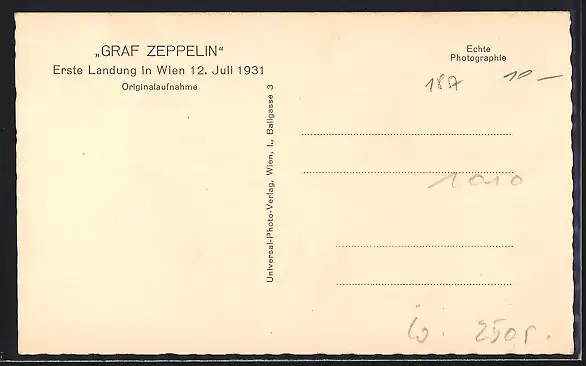 „GRAF ZEPPELIN“
Erste Landung in Wien 12. Juli 1931
Originalaufnahme
Universal-Photo-Verlag, Wien, I., Ballgasse 3
Echte
Photographie
10 —
1010